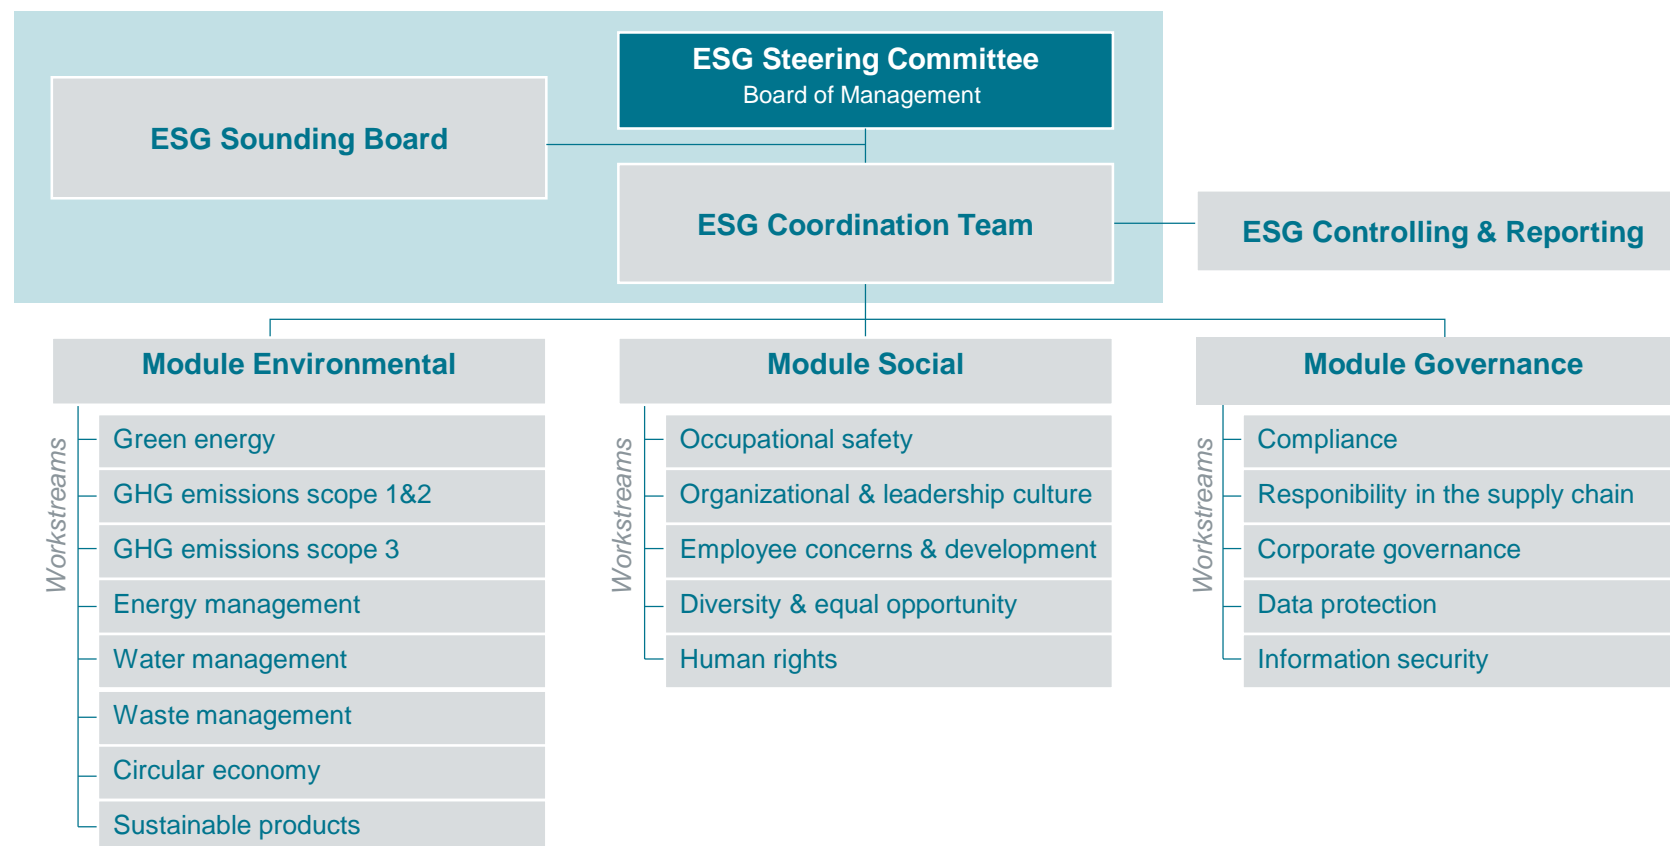 ESG Steering Committee
Board of Management
ESG Sounding Board
ESG Coordination Team
ESG Controlling & Reporting
Module Environmental
Workstreams
Green energy
GHG emissions scope 1&2
GHG emissions scope 3
Energy management
Water management
Waste management
Circular economy
Sustainable products
Module Social
Workstreams
Occupational safety
Organizational & leadership culture
Employee concerns & development
Diversity & equal opportunity
Human rights
Module Governance
Workstreams
Compliance
Responibility in the supply chain
Corporate governance
Data protection
Information security